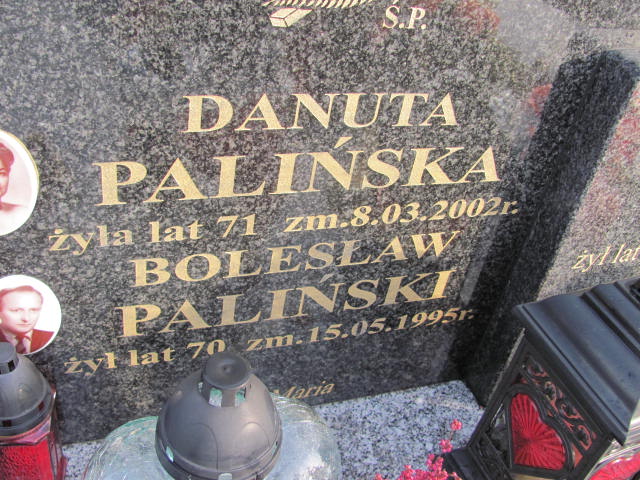 Ś.P.
DANUTA
PALIŃSKA
żyła lat 71 zm.8.03.2002r.
BOLESŁAW
PALIŃSKI
żył lat 70 zm.15.05.1995r.
Maria
żył lat